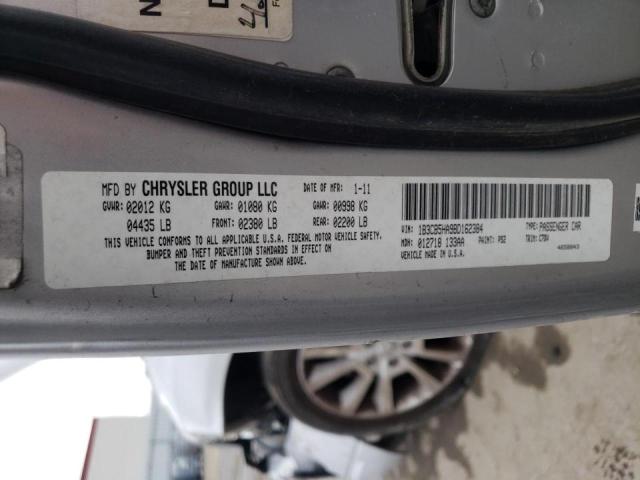 MFD BY CHRYSLER GROUP LLC DATE OF MFR: 1-11
GVWR: 02012 KG GAWR: 01080 KG GAWR: 00998 KG
04435 LB FRONT: 02380 LB REAR: 02200 LB
THIS VEHICLE CONFORMS TO ALL APPLICABLE U.S.A. FEDERAL MOTOR VEHICLE SAFETY,
BUMPER AND THEFT PREVENTION STANDARDS IN EFFECT ON
THE DATE OF MANUFACTURE SHOWN ABOVE.
VIN: 1B3CB5HA9BD162384 TYPE: PASSENGER CAR
MDH: 012718 133AA PAINT: PS2 TRIM: C7DV
VEHICLE MADE IN U.S.A.